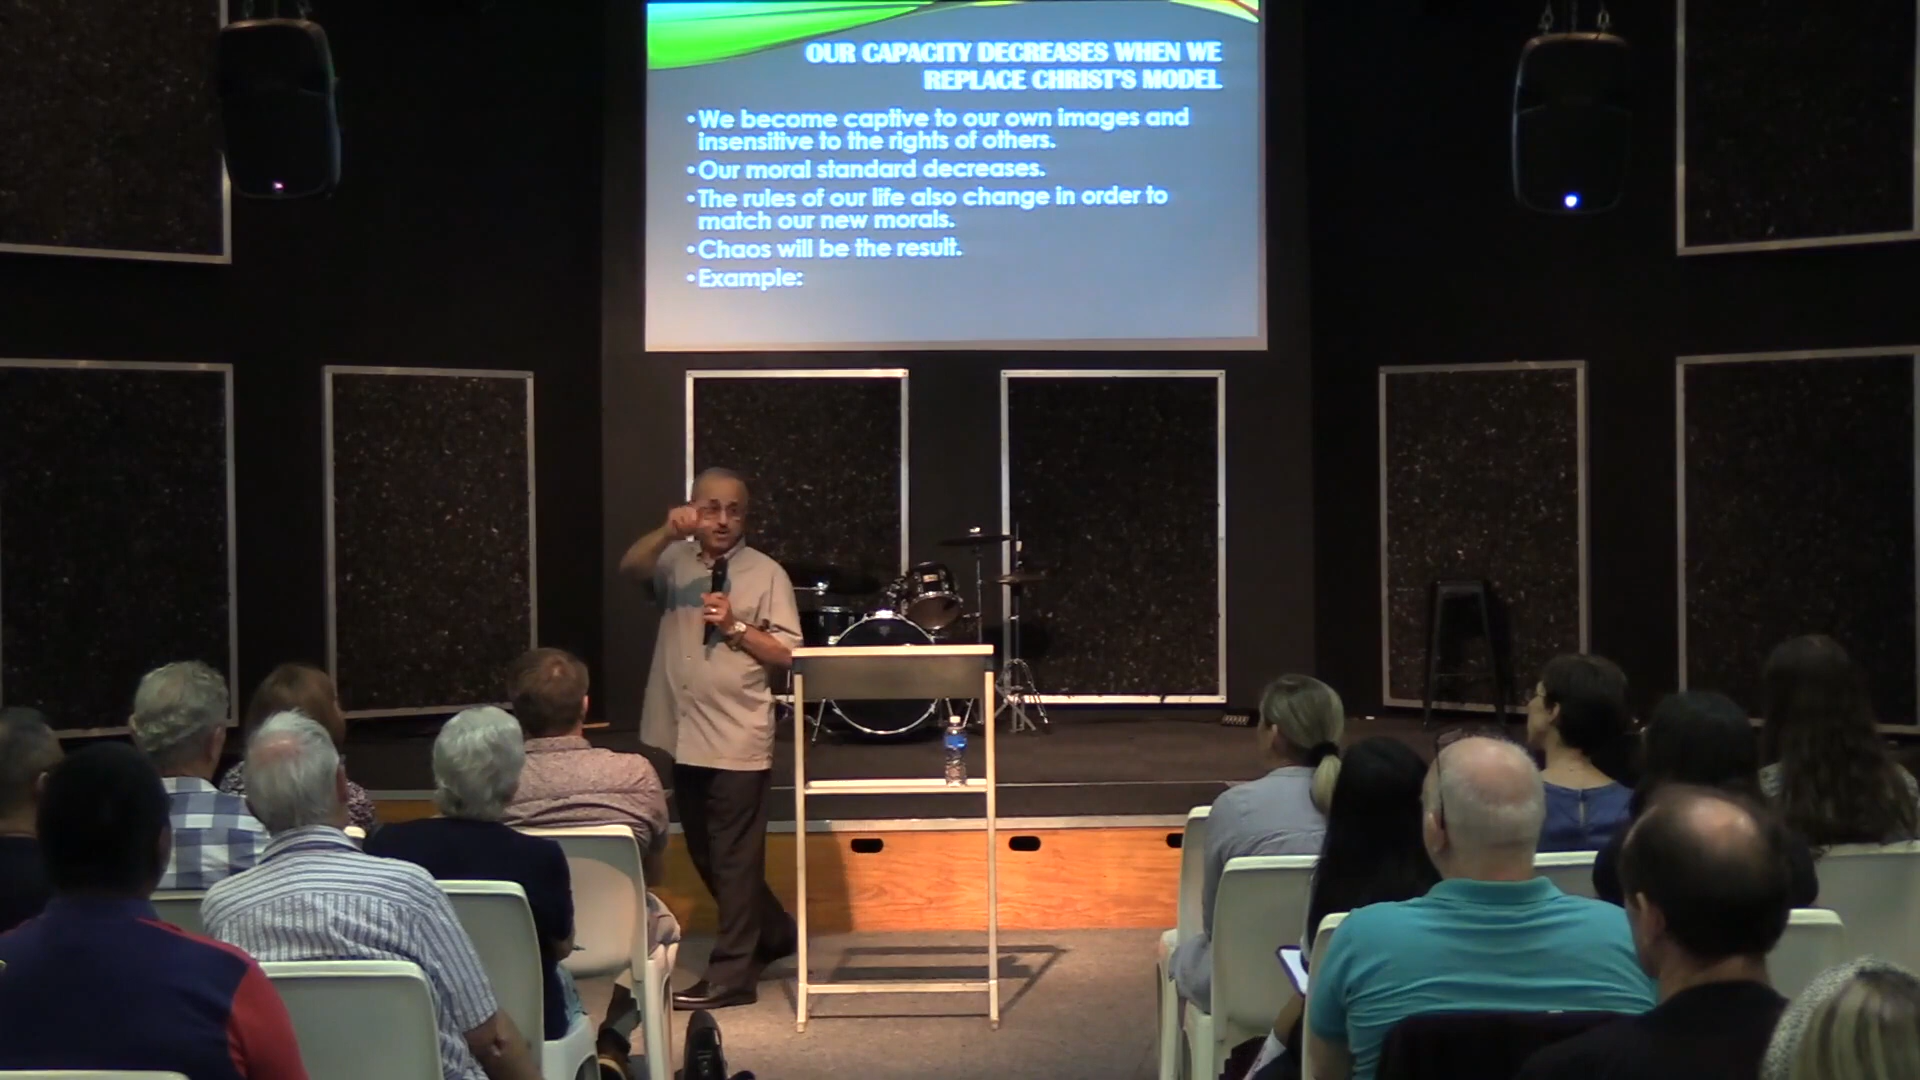 OUR CAPACITY DECREASES WHEN WE
REPLACE CHRIST'S MODEL
•We become captive to our own images and
insensitive to the rights of others.
•Our moral standard decreases.
•The rules of our life also change in order to
match our new morals.
•Chaos will be the result.
•Example: